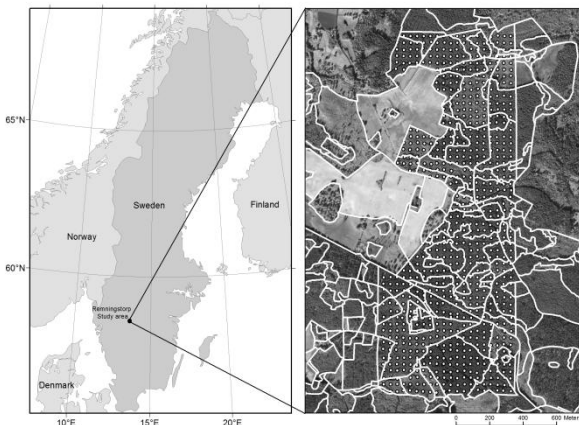 65°N
Sweden
Finland
Norway
60°N
Remningstorp
Study area
Denmark
10°E
15°E
20°E
0 200 400 600 Meter